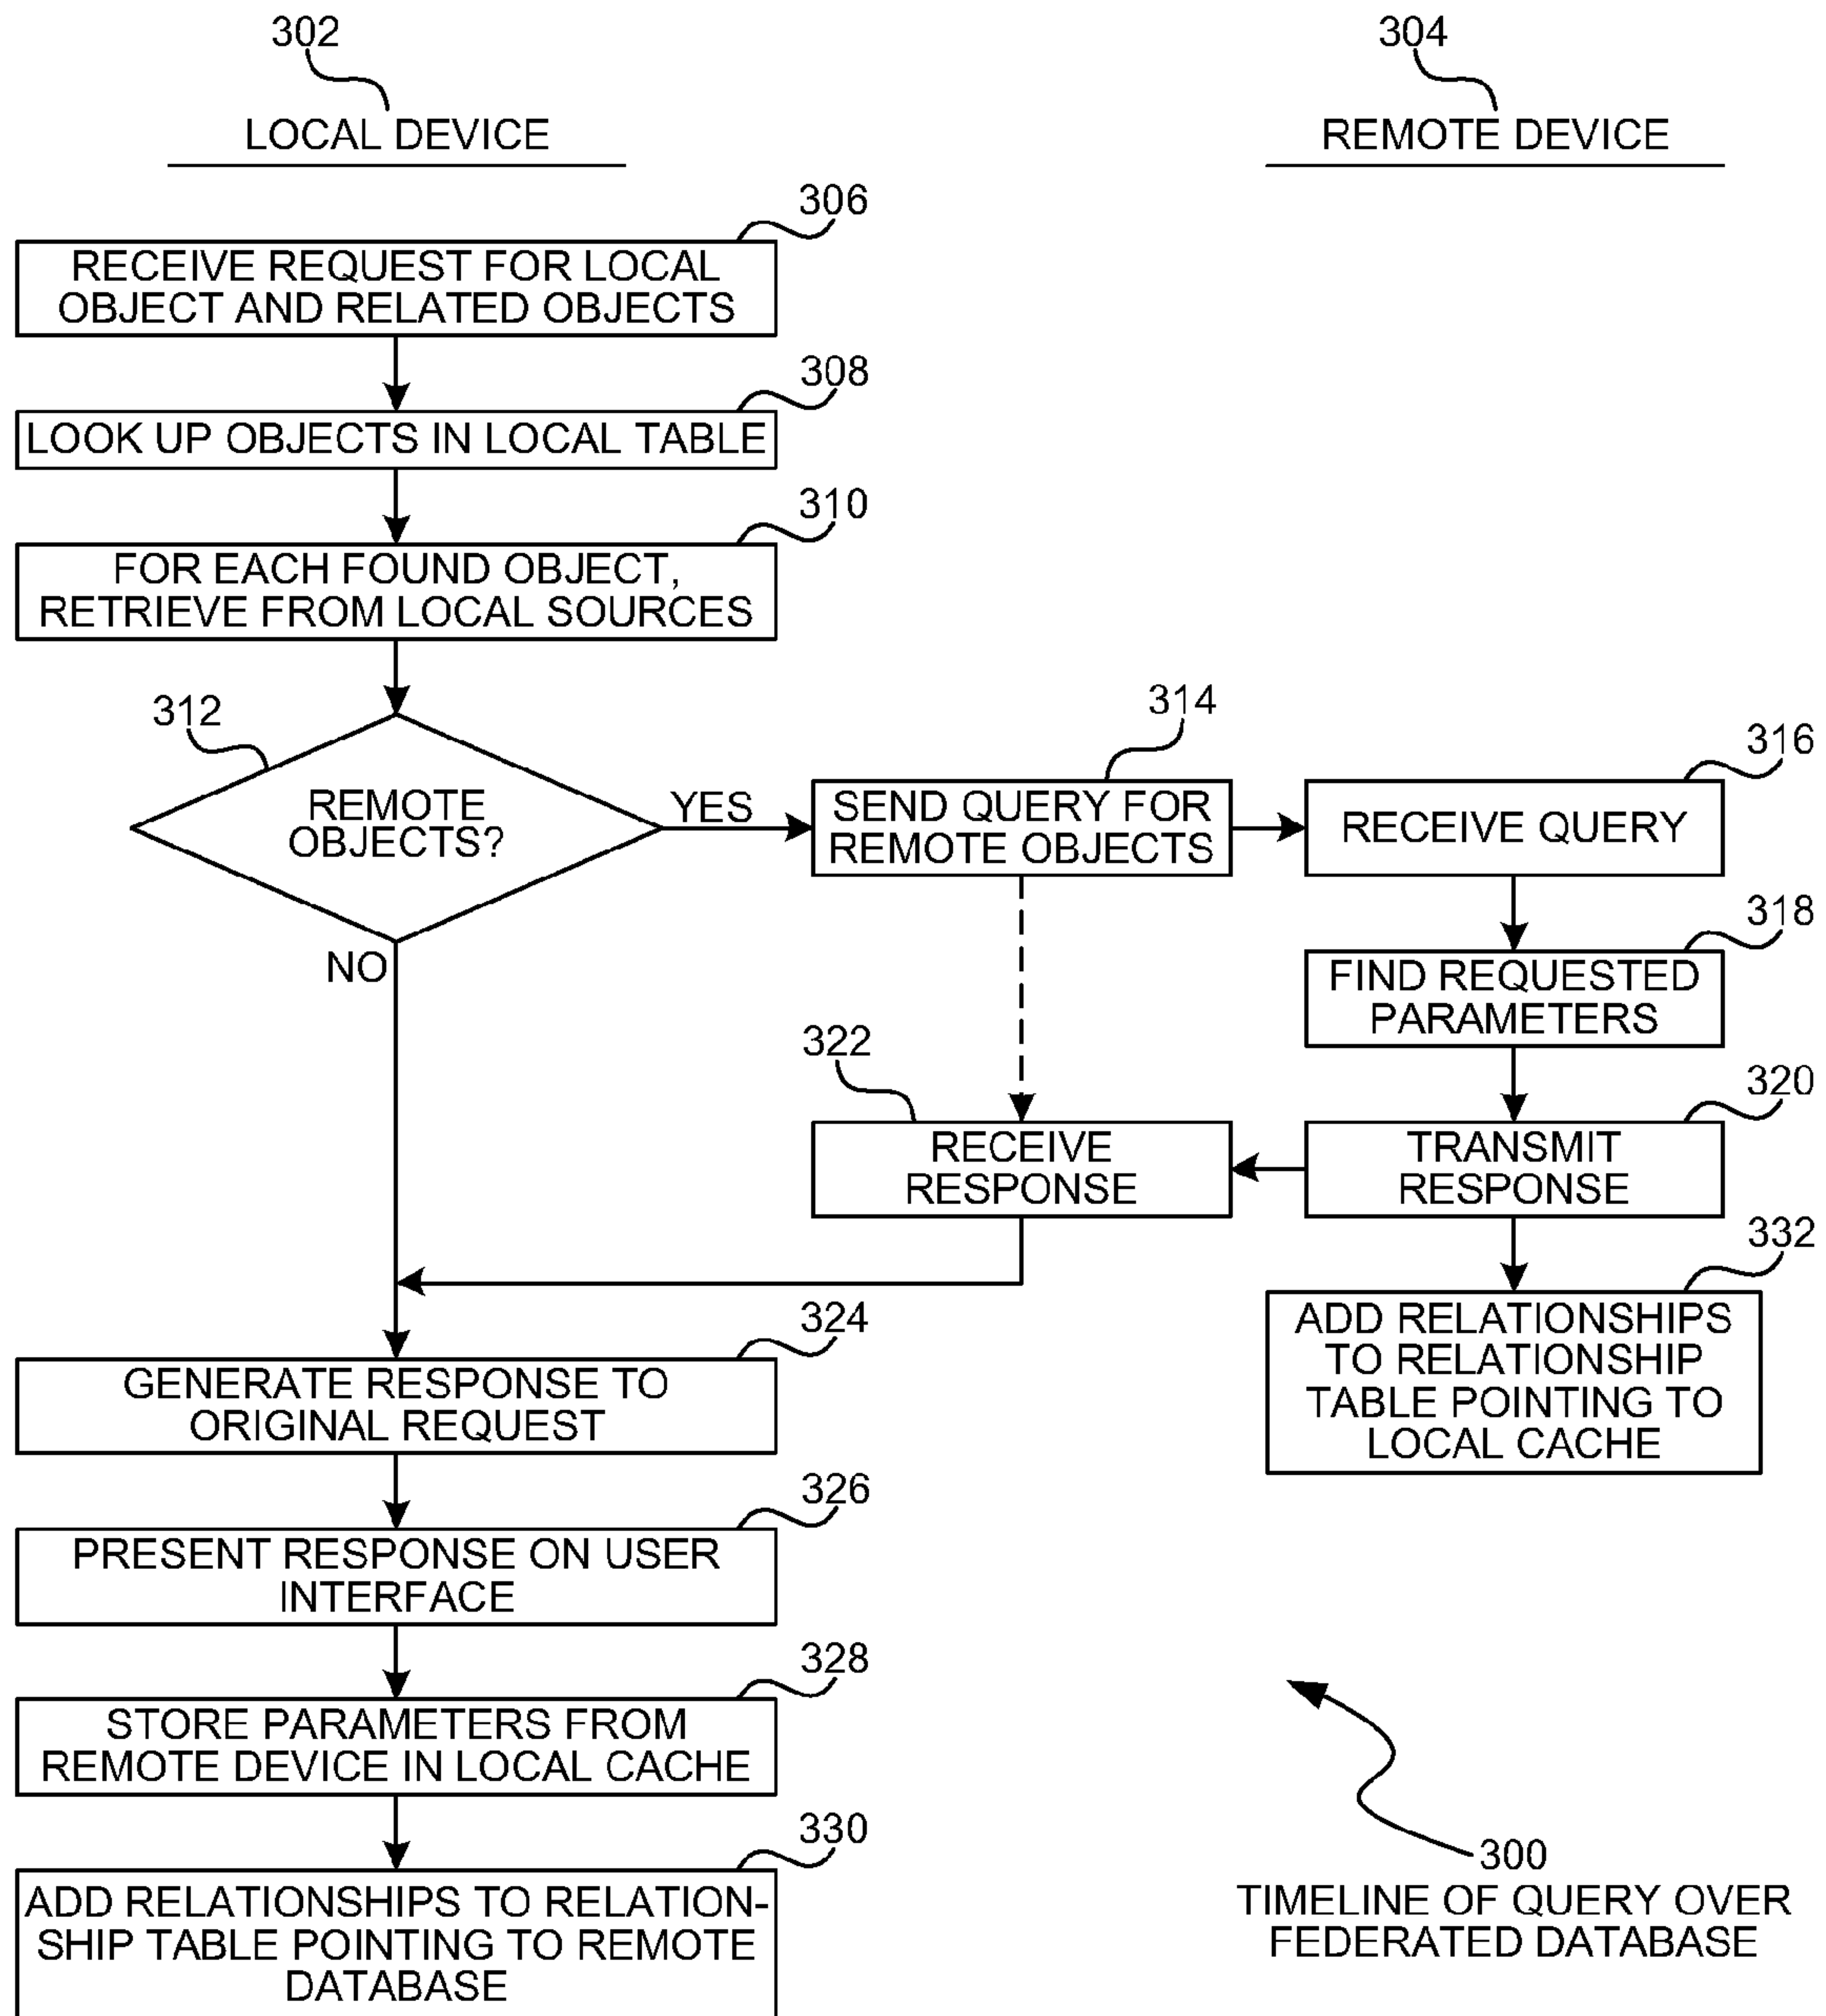 302
304
LOCAL DEVICE
REMOTE DEVICE
306
RECEIVE REQUEST FOR LOCAL
OBJECT AND RELATED OBJECTS
308
LOOK UP OBJECTS IN LOCAL TABLE
310
FOR EACH FOUND OBJECT,
RETRIEVE FROM LOCAL SOURCES
312
REMOTE
OBJECTS?
YES
NO
314
SEND QUERY FOR
REMOTE OBJECTS
316
RECEIVE QUERY
318
FIND REQUESTED
PARAMETERS
320
TRANSMIT
RESPONSE
322
RECEIVE
RESPONSE
332
ADD RELATIONSHIPS
TO RELATIONSHIP
TABLE POINTING TO
LOCAL CACHE
324
GENERATE RESPONSE TO
ORIGINAL REQUEST
326
PRESENT RESPONSE ON USER
INTERFACE
328
STORE PARAMETERS FROM
REMOTE DEVICE IN LOCAL CACHE
330
ADD RELATIONSHIPS TO RELATION-
SHIP TABLE POINTING TO REMOTE
DATABASE
300
TIMELINE OF QUERY OVER
FEDERATED DATABASE